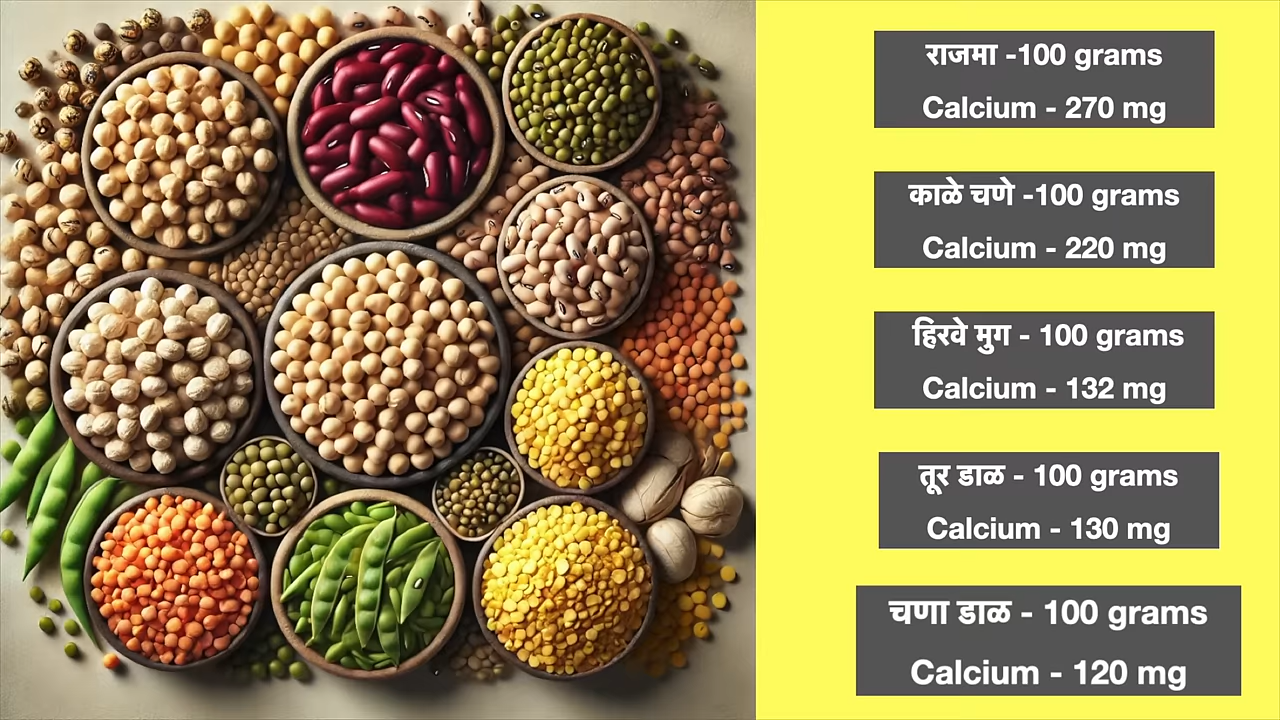 राजमा -100 grams
Calcium - 270 mg
काळे चणे -100 grams
Calcium - 220 mg
हिरवे मुग - 100 grams
Calcium - 132 mg
तूर डाळ - 100 grams
Calcium - 130 mg
चणा डाळ - 100 grams
Calcium - 120 mg